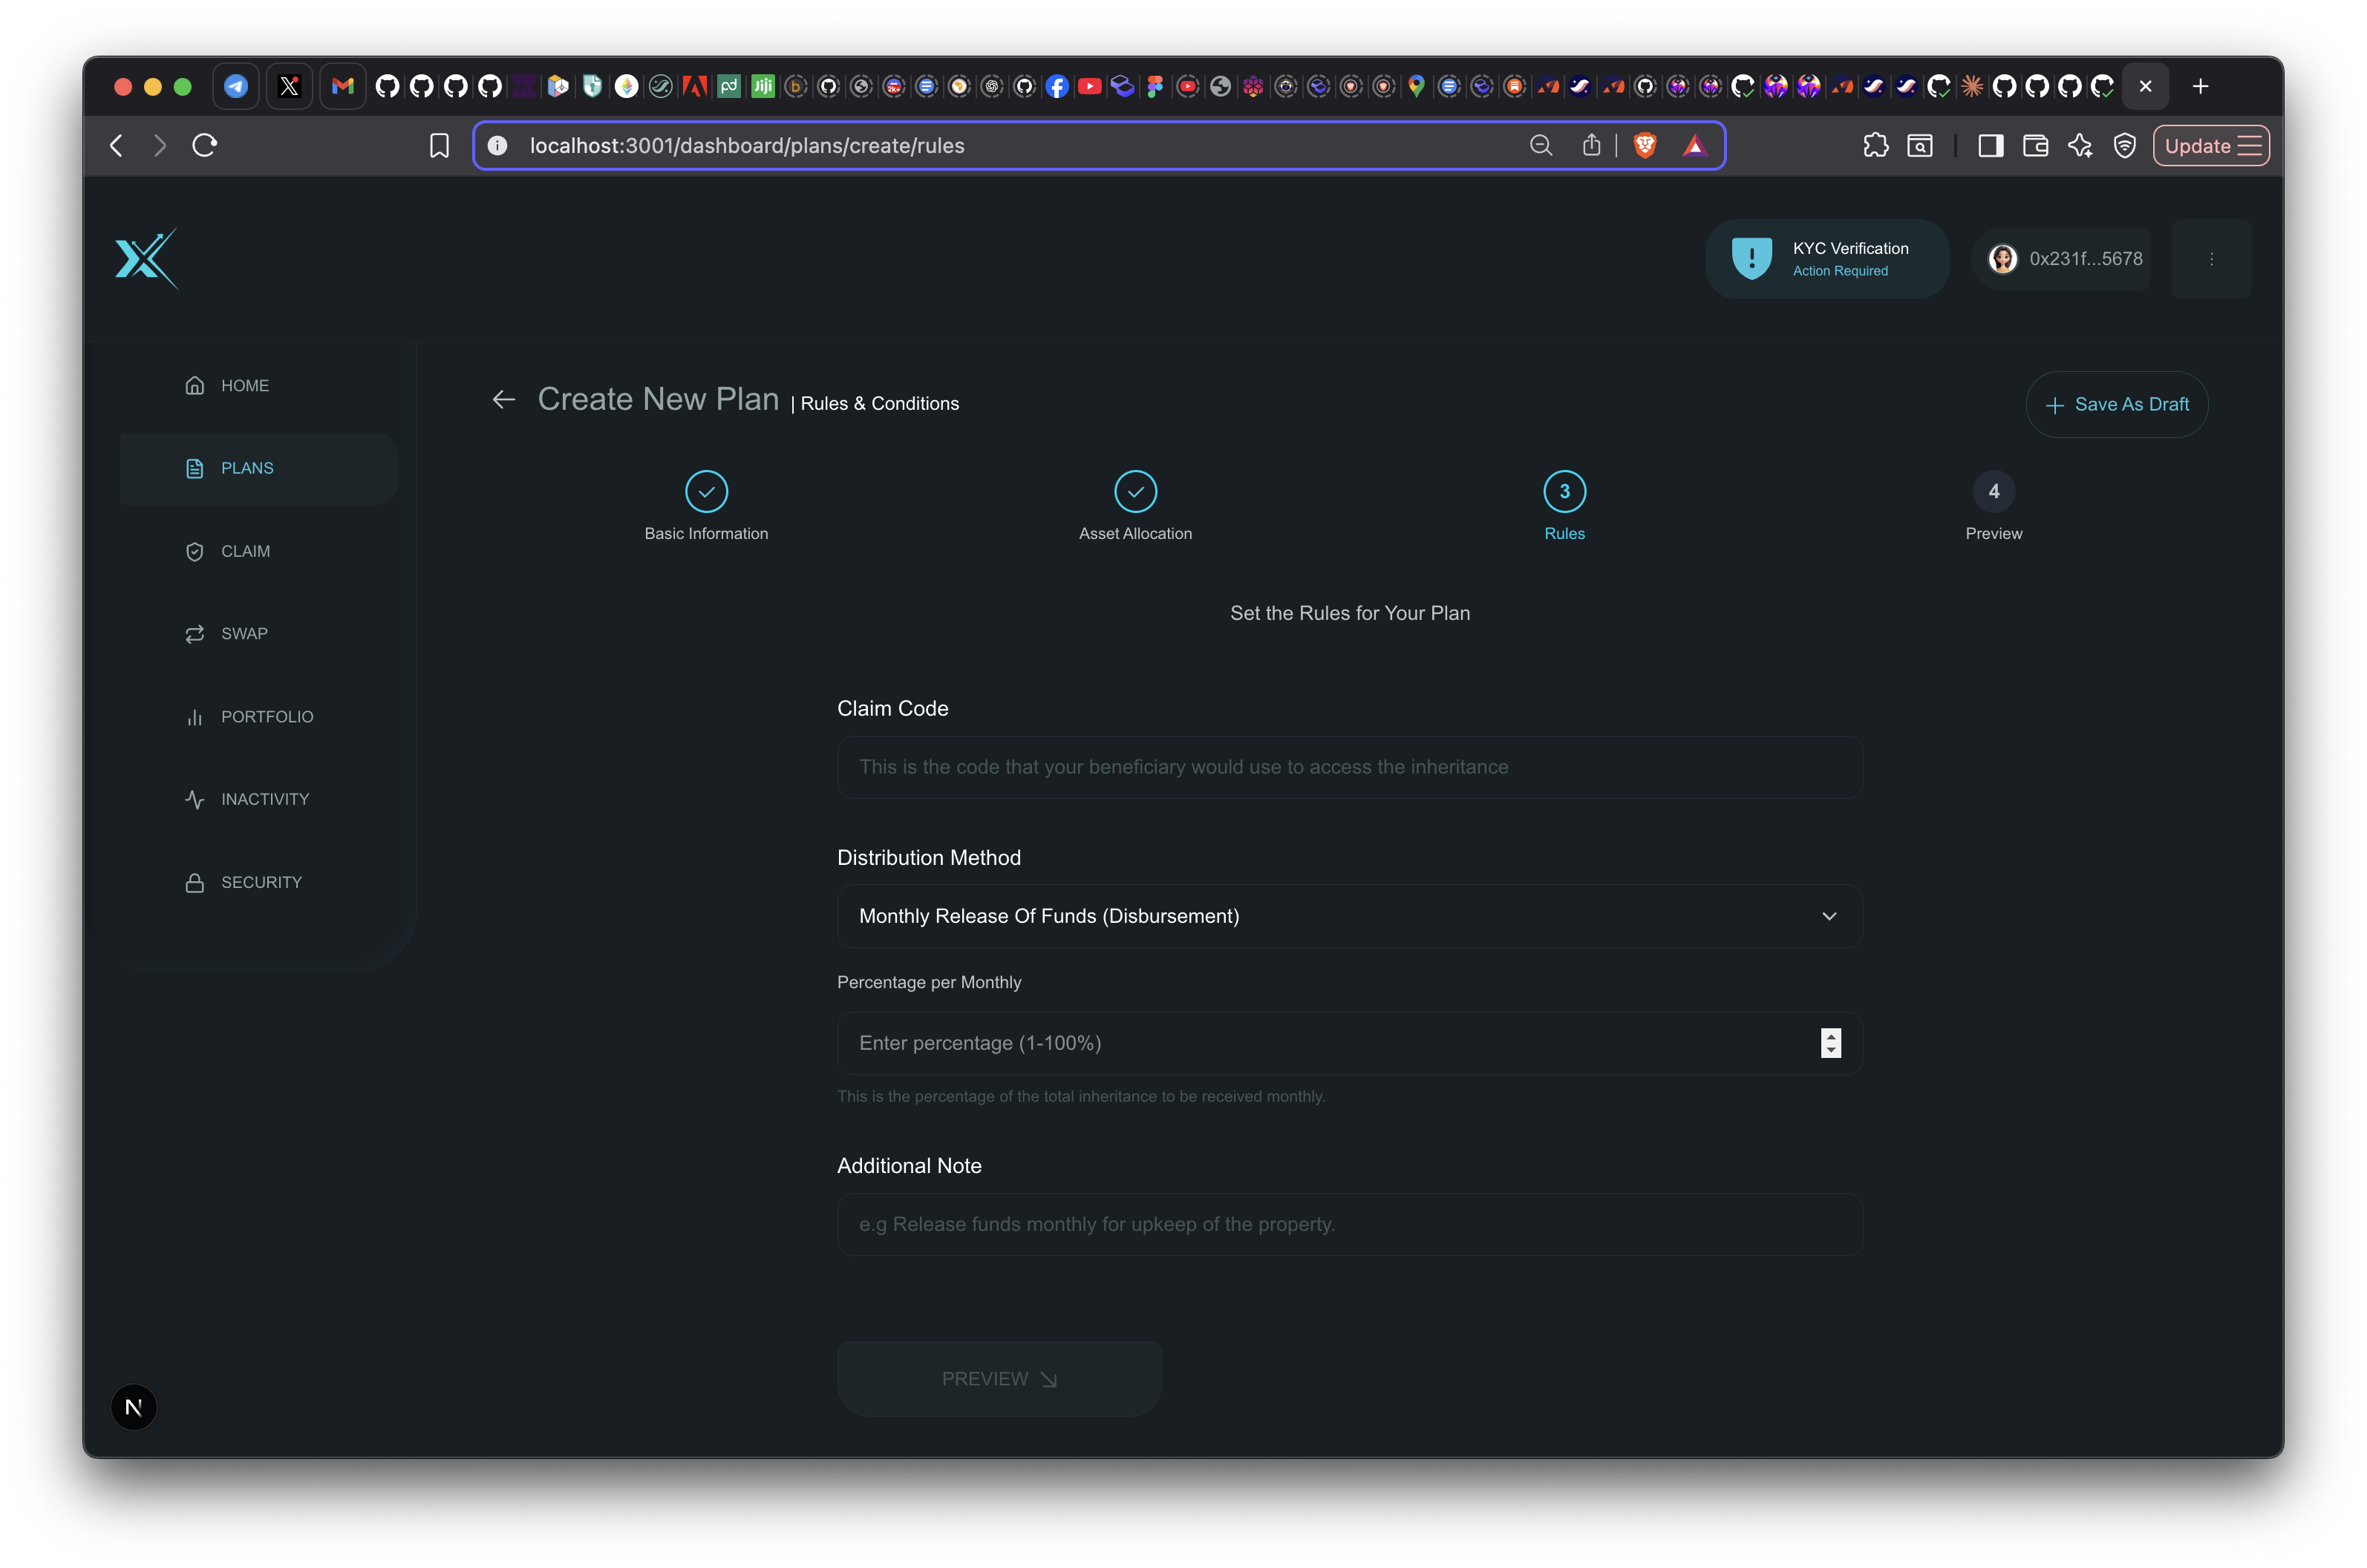 localhost:3001/dashboard/plans/create/rules
Update
KYC Verification
Action Required
0x231f...5678
HOME
PLANS
CLAIM
SWAP
PORTFOLIO
INACTIVITY
SECURITY
Create New Plan | Rules & Conditions
Save As Draft
Basic Information
Asset Allocation
3
Rules
4
Preview
Set the Rules for Your Plan
Claim Code
This is the code that your beneficiary would use to access the inheritance
Distribution Method
Monthly Release Of Funds (Disbursement)
Percentage per Monthly
Enter percentage (1-100%)
This is the percentage of the total inheritance to be received monthly.
Additional Note
e.g Release funds monthly for upkeep of the property.
PREVIEW
N